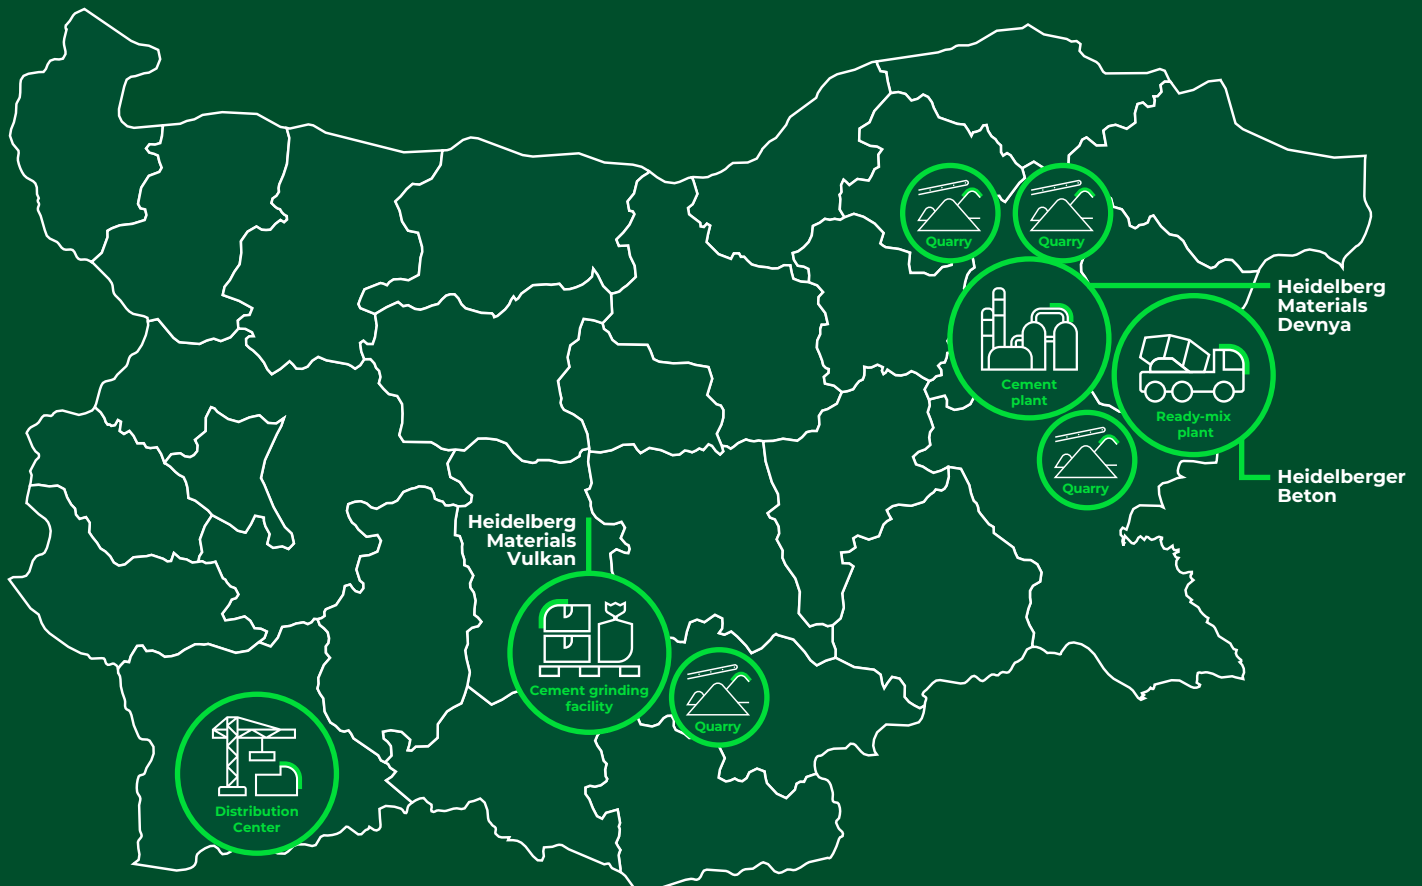 Quarry
Quarry
Heidelberg
Materials
Devnya
Cement
plant
Ready-mix
plant
Heidelberger
Beton
Quarry
Heidelberg
Materials
Vulkan
Cement grinding
facility
Quarry
Distribution
Center